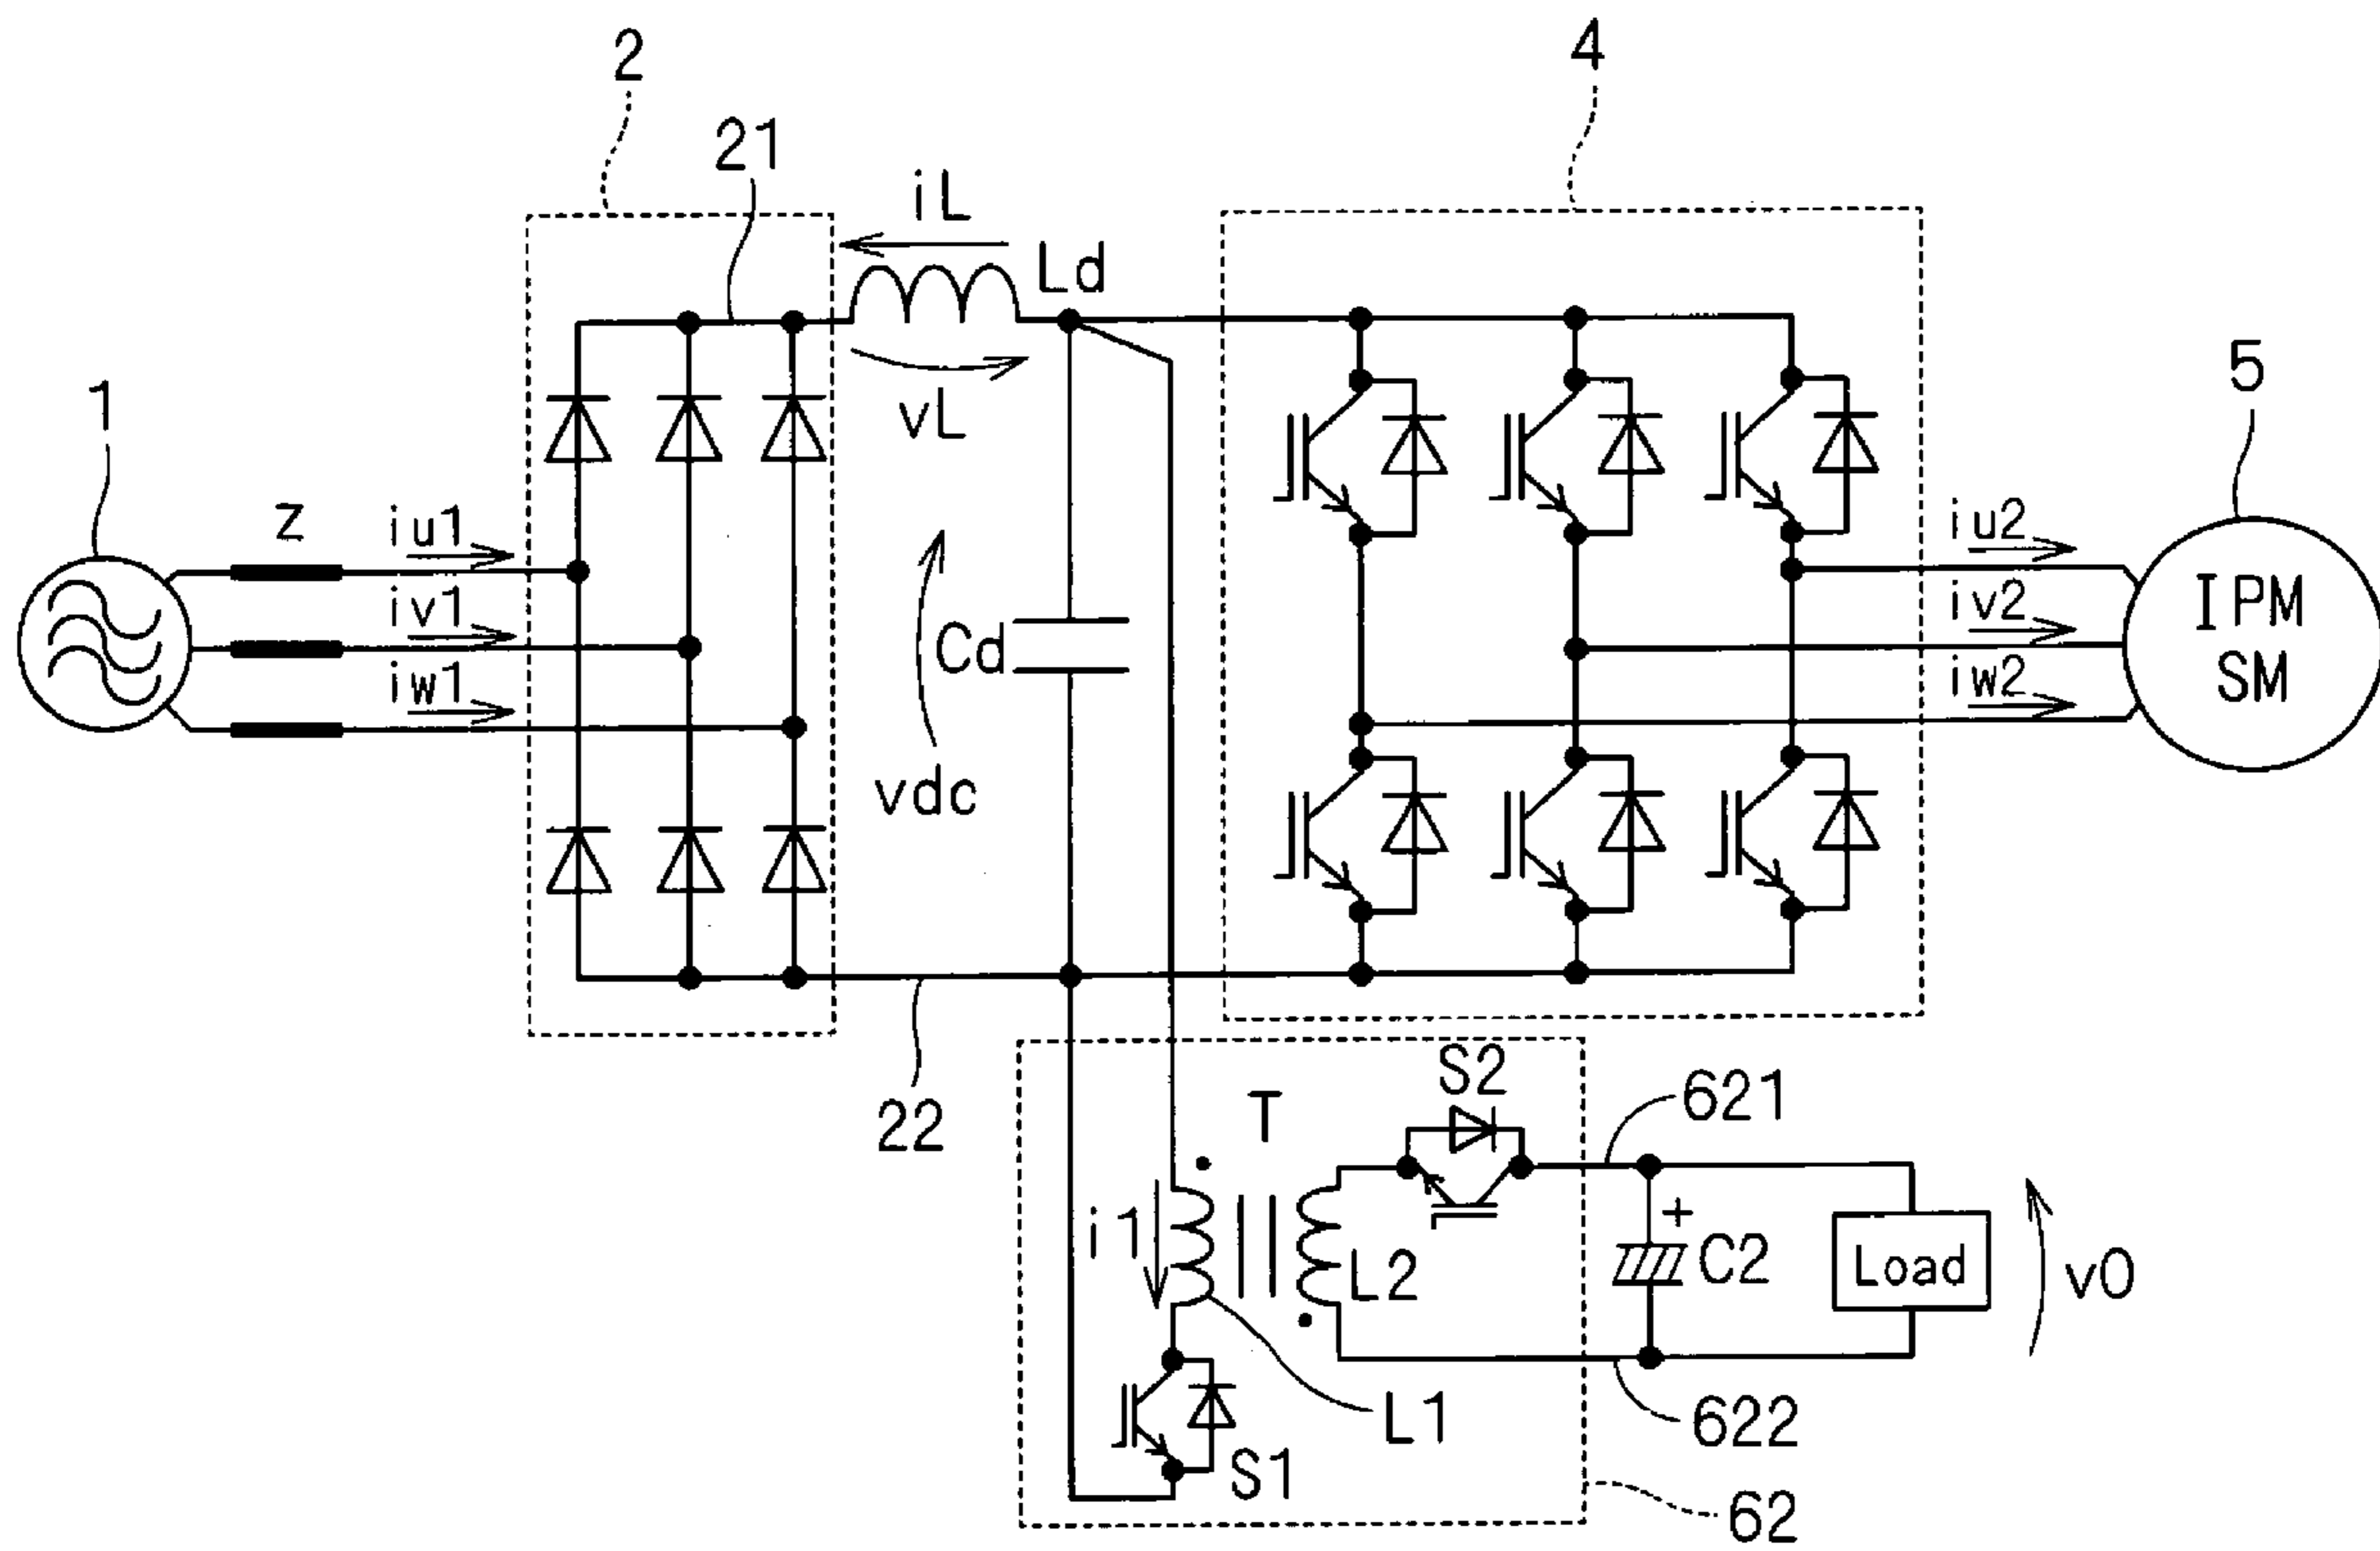 2
4
21
iL
Ld
1
vL
5
Z
iu1
iv1
iw1
Cd
vdc
iu2
iv2
iw2
IPM
SM
22
T
S2
621
i1
L2
+
C2
Load
v0
L1
S1
622
62